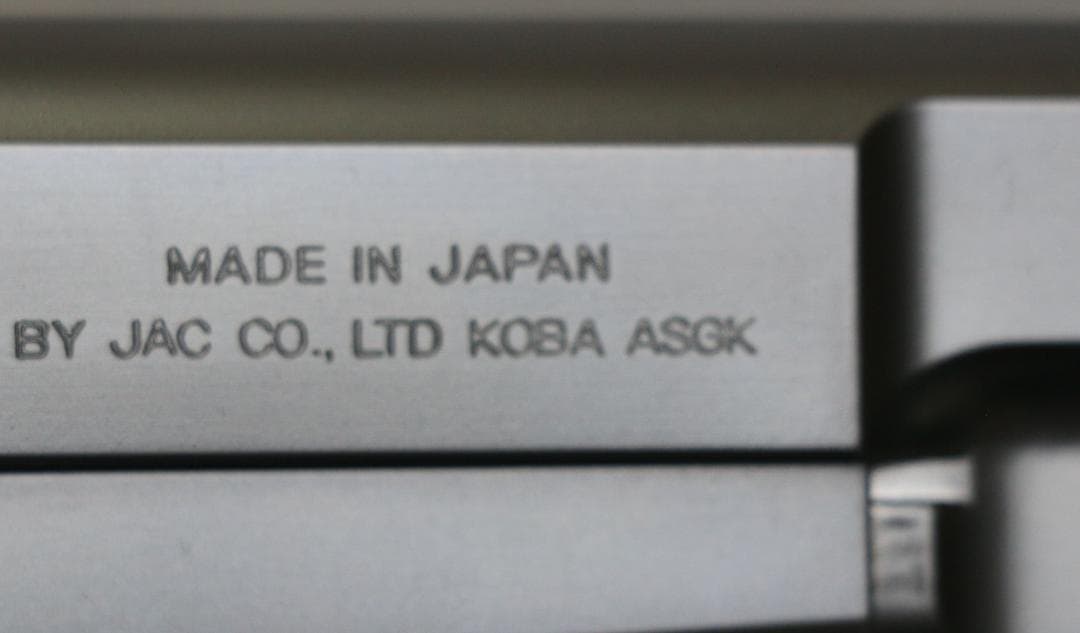 MADE IN JAPAN
BY JAC CO., LTD KOBA ASGK